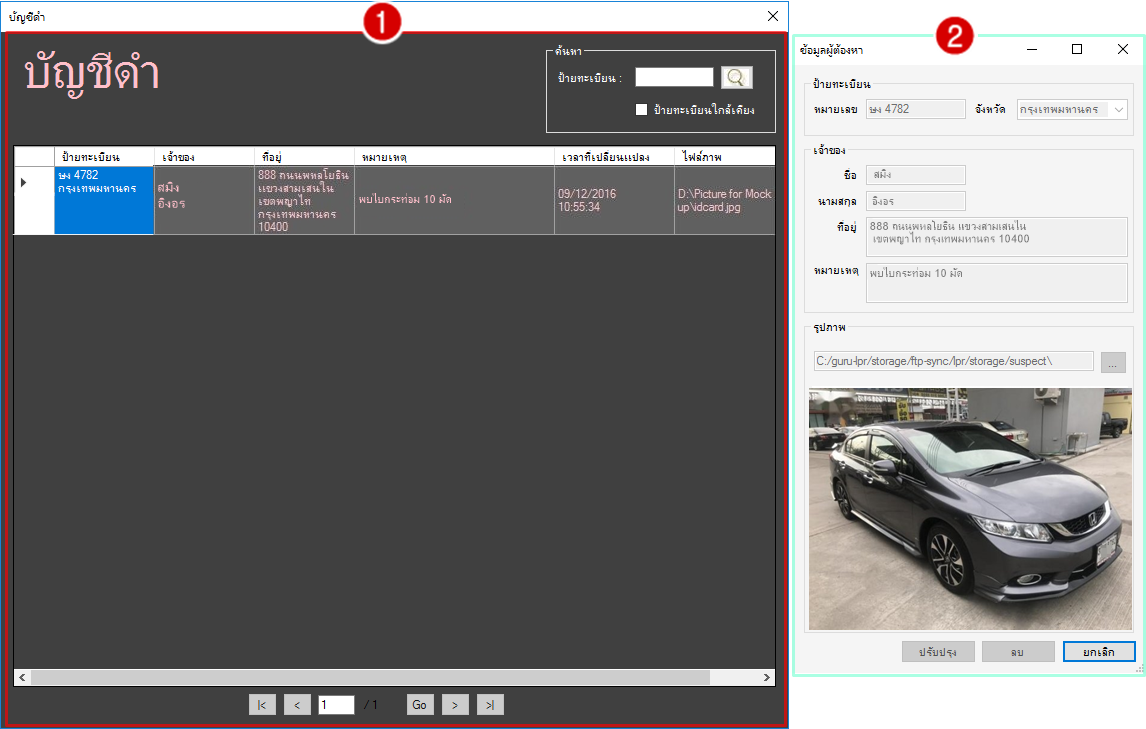 บัญชีดำ
1
บัญชีดำ
ค้นหา
ป้ายทะเบียน :
ป้ายทะเบียนใกล้เคียง
ป้ายทะเบียน เจ้าของ ที่อยู่ หมายเหตุ เวลาที่เปลี่ยนแปลง ไฟล์ภาพ
ษง 4782
กรุงเทพมหานคร
สมิง
อิงอร
888 ถนนพหลโยธิน
แขวงสามเสนใน
เขตพญาไท
กรุงเทพมหานคร
10400
พบใบกระท่อม 10 มัด
09/12/2016
10:55:34
D:\Picture for Mock
up\idcard.jpg
|< < 1 / 1 Go > >|
2
ข้อมูลผู้ต้องหา
ป้ายทะเบียน
หมายเลข ษง 4782 จังหวัด กรุงเทพมหานคร
เจ้าของ
ชื่อ สมิง
นามสกุล อิงอร
ที่อยู่ 888 ถนนพหลโยธิน แขวงสามเสนใน
เขตพญาไท กรุงเทพมหานคร 10400
หมายเหตุ พบใบกระท่อม 10 มัด
รูปภาพ
C:/guru-lpr/storage/ftp-sync/lpr/storage/suspect\ ...
ปรับปรุง ลบ ยกเลิก